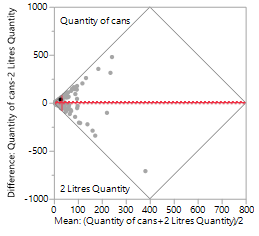 Difference: Quantity of cans-2 Litres Quantity
1000
500
0
-500
-1000
Quantity of cans
2 Litres Quantity
0 100 200 300 400 500 600 700 800
Mean: (Quantity of cans+2 Litres Quantity)/2